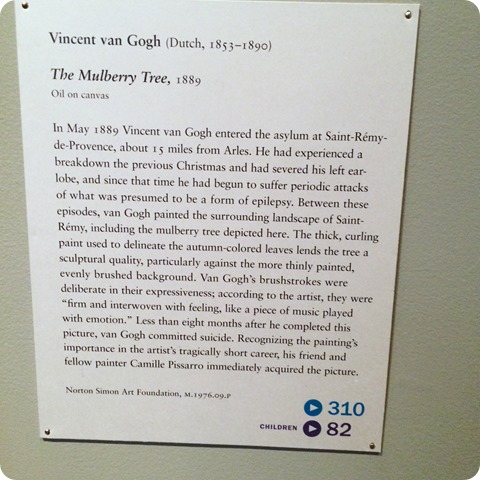 Vincent van Gogh (Dutch, 1853–1890)
The Mulberry Tree, 1889
Oil on canvas
In May 1889 Vincent van Gogh entered the asylum at Saint-Rémy-
de-Provence, about 15 miles from Arles. He had experienced a
breakdown the previous Christmas and had severed his left ear-
lobe, and since that time he had begun to suffer periodic attacks
of what was presumed to be a form of epilepsy. Between these
episodes, van Gogh painted the surrounding landscape of Saint-
Rémy, including the mulberry tree depicted here. The thick, curling
paint used to delineate the autumn-colored leaves lends the tree a
sculptural quality, particularly against the more thinly painted,
evenly brushed background. Van Gogh's brushstrokes were
deliberate in their expressiveness; according to the artist, they were
“firm and interwoven with feeling, like a piece of music played
with emotion.” Less than eight months after he completed this
picture, van Gogh committed suicide. Recognizing the painting's
importance in the artist's tragically short career, his friend and
fellow painter Camille Pissarro immediately acquired the picture.
Norton Simon Art Foundation, M.1976.09.P
310
CHILDREN 82